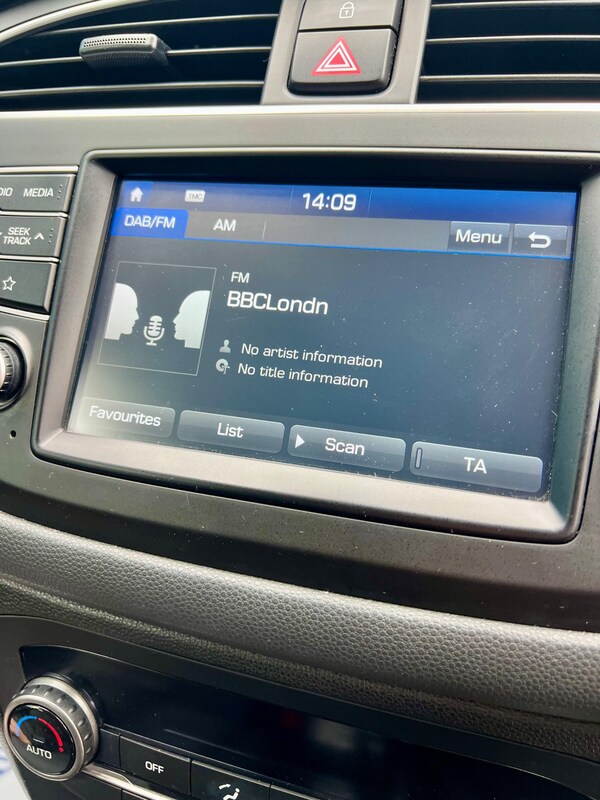 DIO MEDIA
SEEK
TRACK
TMC
14:09
DAB/FM
AM
Menu
FM
BBCLondn
No artist information
No title information
Favourites
List
Scan
TA
AUTO
OFF